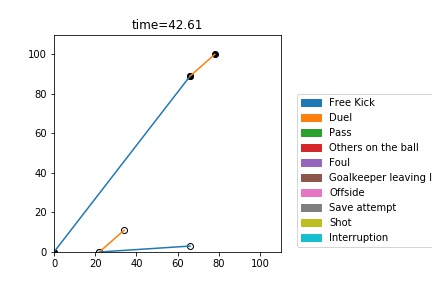 time=42.61
100
80
60
40
20
0
0 20 40 60 80 100
Free Kick
Duel
Pass
Others on the ball
Foul
Goalkeeper leaving l
Offside
Save attempt
Shot
Interruption